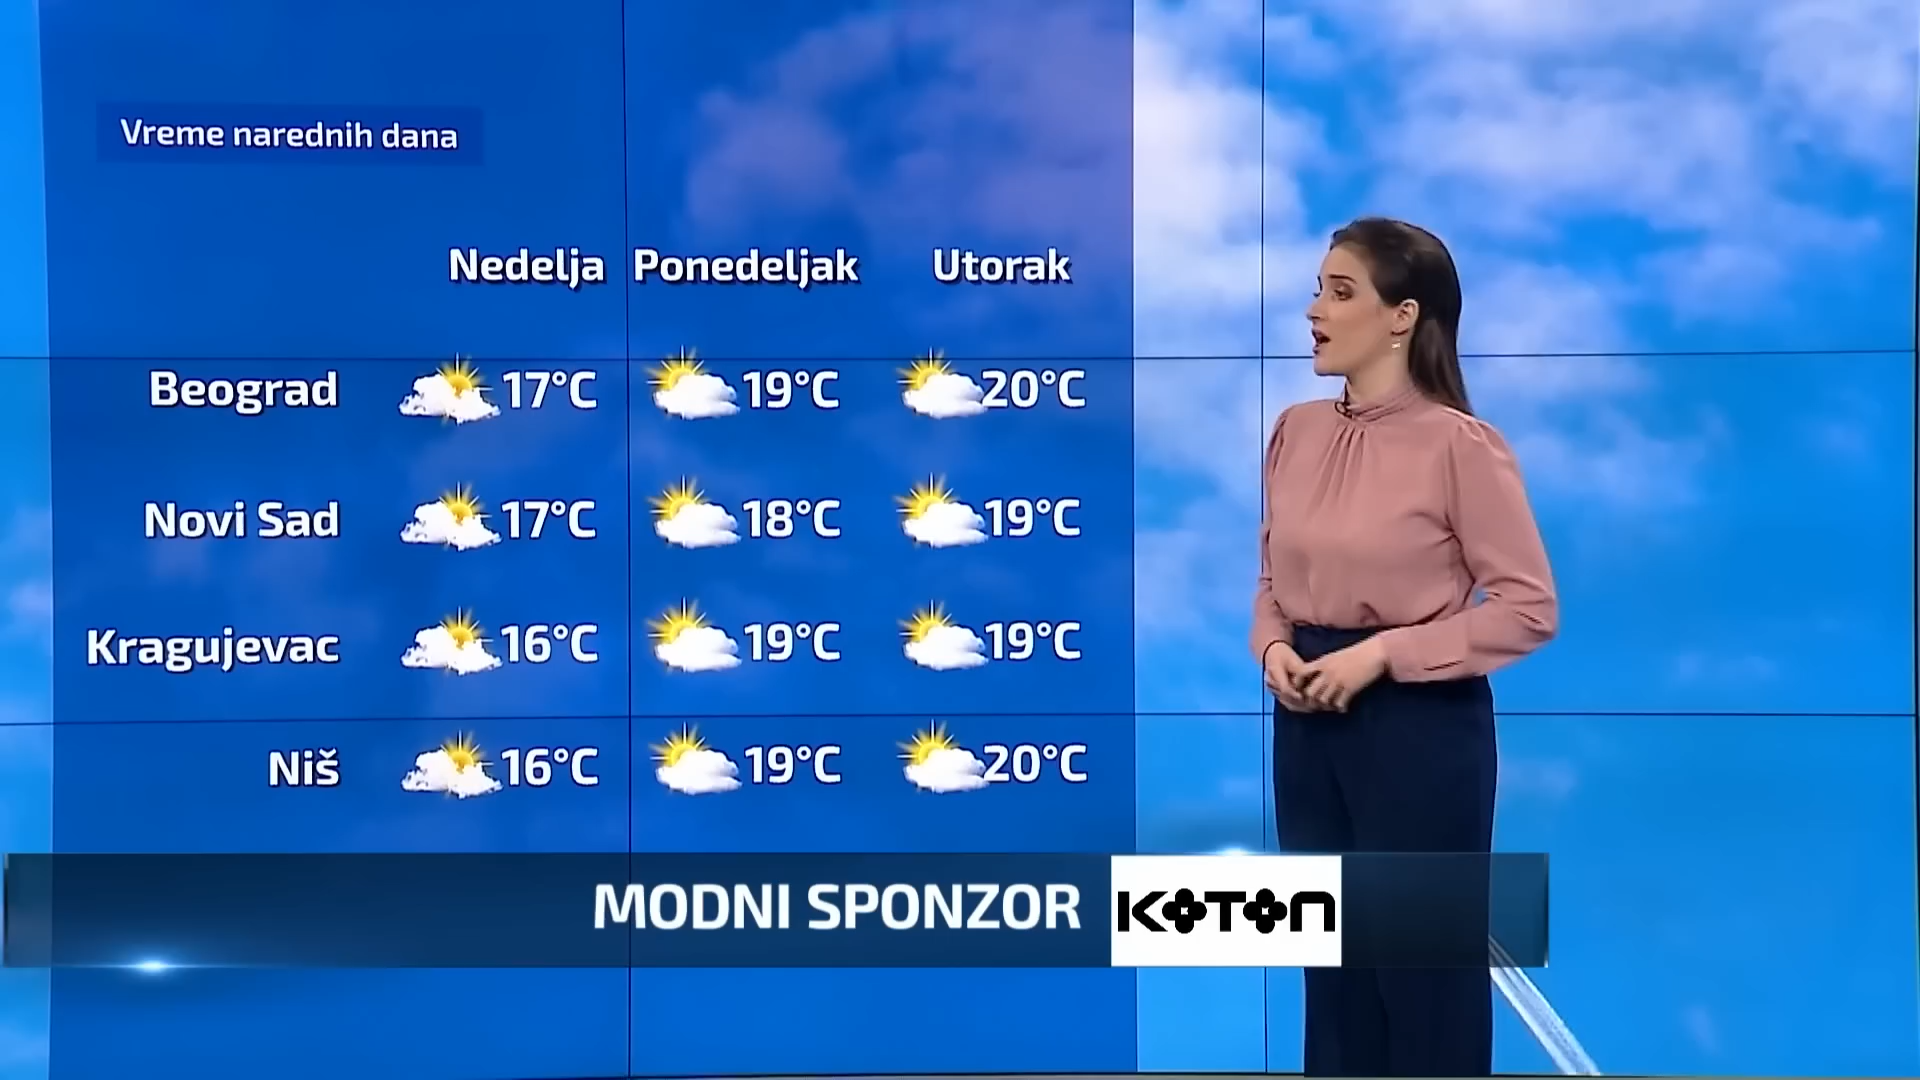 Vreme narednih dana
Nedelja Ponedeljak Utorak
Beograd 17°C 19°C 20°C
Novi Sad 17°C 18°C 19°C
Kragujevac 16°C 19°C 19°C
Niš 16°C 19°C 20°C
MODNI SPONZOR KOTON